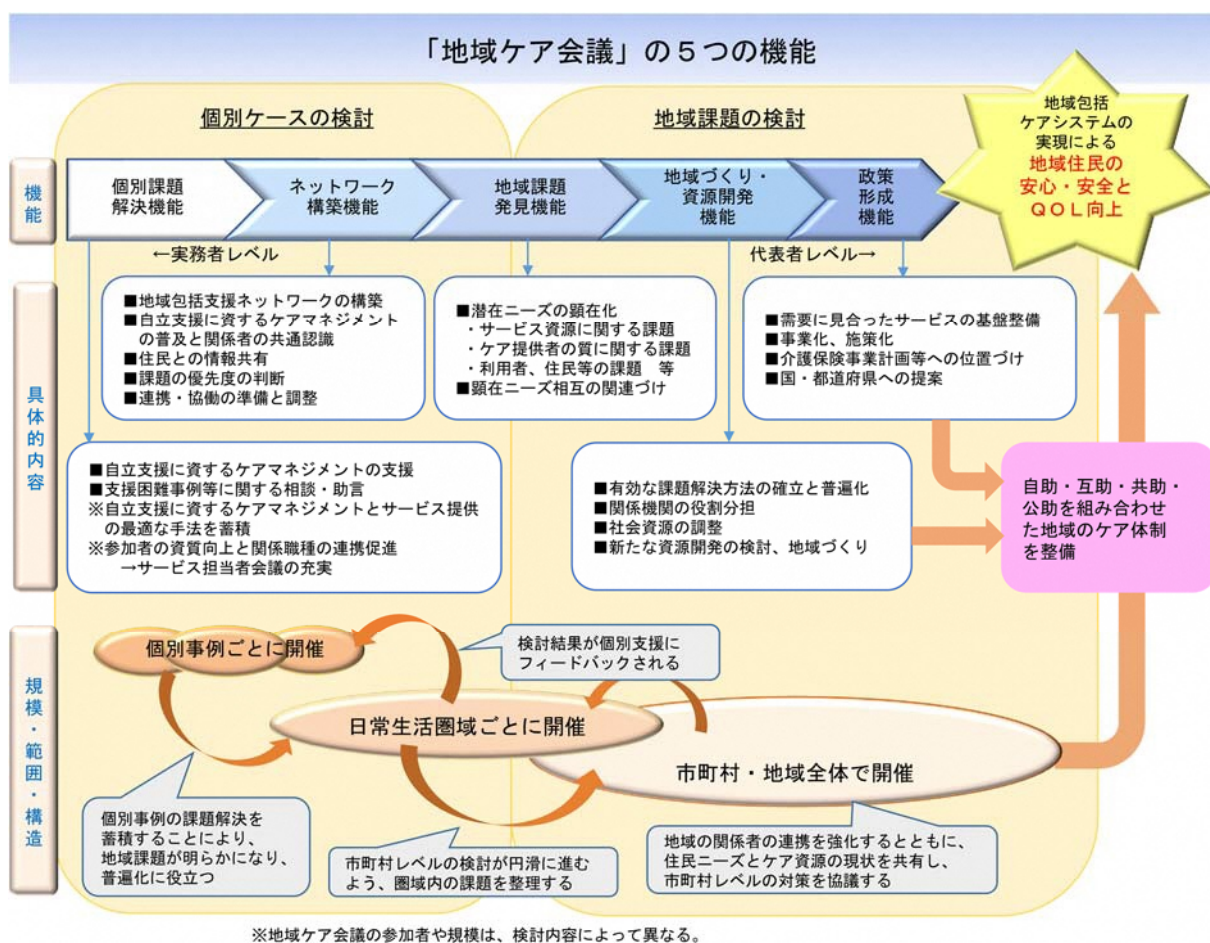 「地域ケア会議」の５つの機能
個別ケースの検討
地域課題の検討
地域包括
ケアシステムの
実現による
地域住民の
安心・安全と
ＱＯＬ向上
機能
個別課題
解決機能
ネットワーク
構築機能
地域課題
発見機能
地域づくり・
資源開発
機能
政策
形成
機能
←実務者レベル
代表者レベル→
具体的内容
■地域包括支援ネットワークの構築
■自立支援に資するケアマネジメント
の普及と関係者の共通認識
■住民との情報共有
■課題の優先度の判断
■連携・協働の準備と調整
■潜在ニーズの顕在化
・サービス資源に関する課題
・ケア提供者の質に関する課題
・利用者、住民等の課題　等
■顕在ニーズ相互の関連づけ
■需要に見合ったサービスの基盤整備
■事業化、施策化
■介護保険事業計画等への位置づけ
■国・都道府県への提案
■自立支援に資するケアマネジメントの支援
■支援困難事例等に関する相談・助言
※自立支援に資するケアマネジメントとサービス提供
の最適な手法を蓄積
※参加者の資質向上と関係職種の連携促進
→サービス担当者会議の充実
■有効な課題解決方法の確立と普遍化
■関係機関の役割分担
■社会資源の調整
■新たな資源開発の検討、地域づくり
自助・互助・共助・
公助を組み合わせ
た地域のケア体制
を整備
規模・範囲・構造
個別事例ごとに開催
検討結果が個別支援に
フィードバックされる
日常生活圏域ごとに開催
市町村・地域全体で開催
個別事例の課題解決を
蓄積することにより、
地域課題が明らかになり、
普遍化に役立つ
市町村レベルの検討が円滑に進む
よう、圏域内の課題を整理する
地域の関係者の連携を強化するとともに、
住民ニーズとケア資源の現状を共有し、
市町村レベルの対策を協議する
※地域ケア会議の参加者や規模は、検討内容によって異なる。